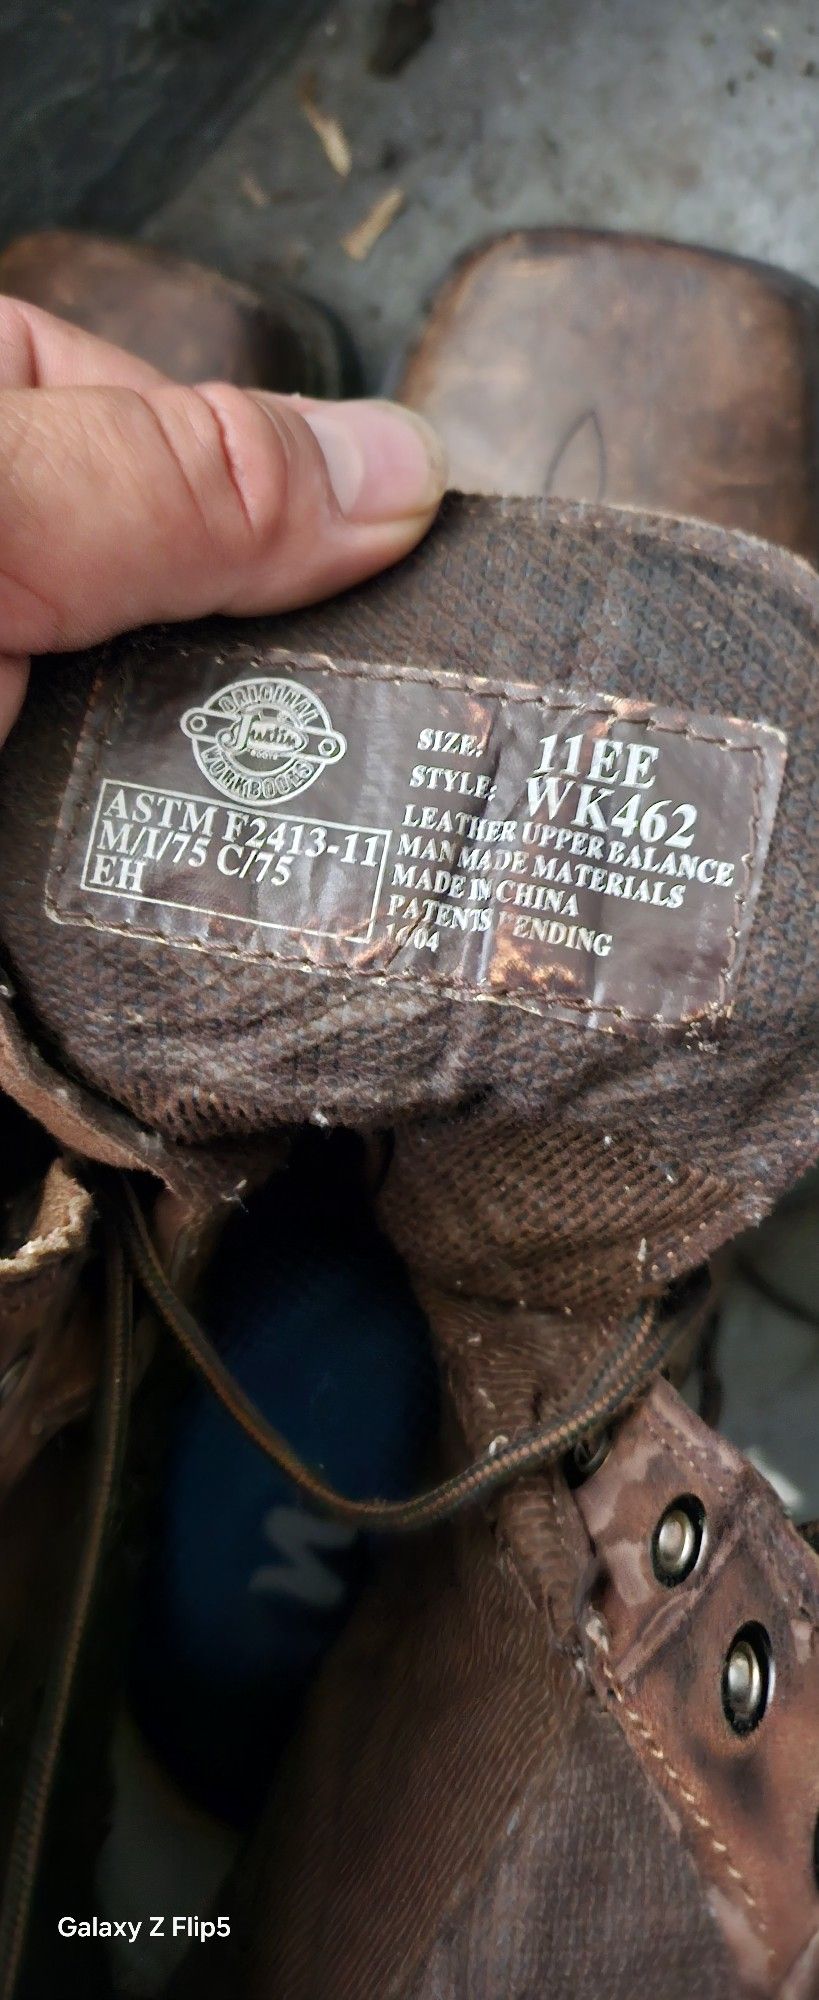 ORIGINAL
Justin
BOOTS
WORKBOOTS
ASTM F2413-11
M/I/75 C/75
EH
SIZE: 11EE
STYLE: WK462
LEATHER UPPER BALANCE
MAN MADE MATERIALS
MADE IN CHINA
PATENTS PENDING
Galaxy Z Flip5